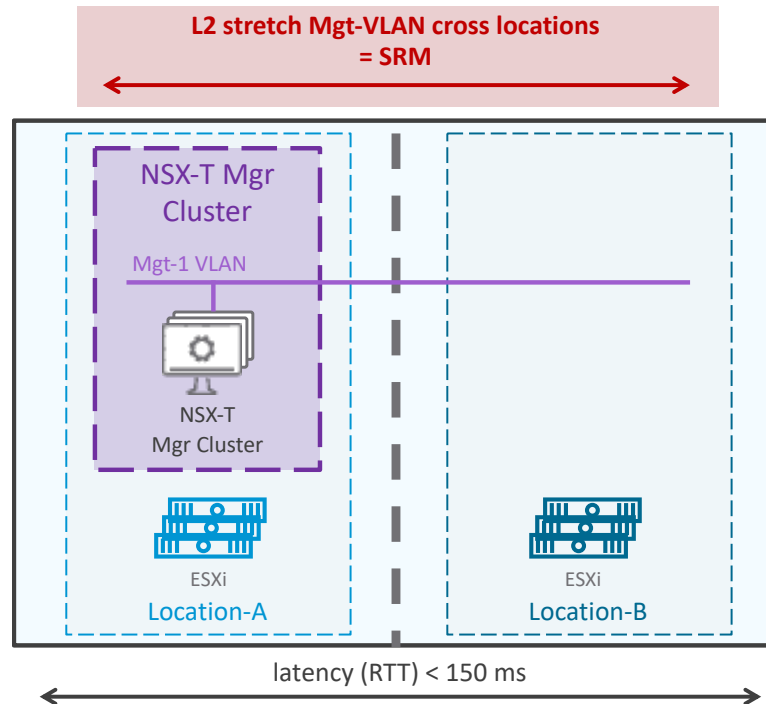 L2 stretch Mgt-VLAN cross locations
= SRM
NSX-T Mgr
Cluster
Mgt-1 VLAN
NSX-T
Mgr Cluster
ESXi
Location-A
ESXi
Location-B
latency (RTT) < 150 ms